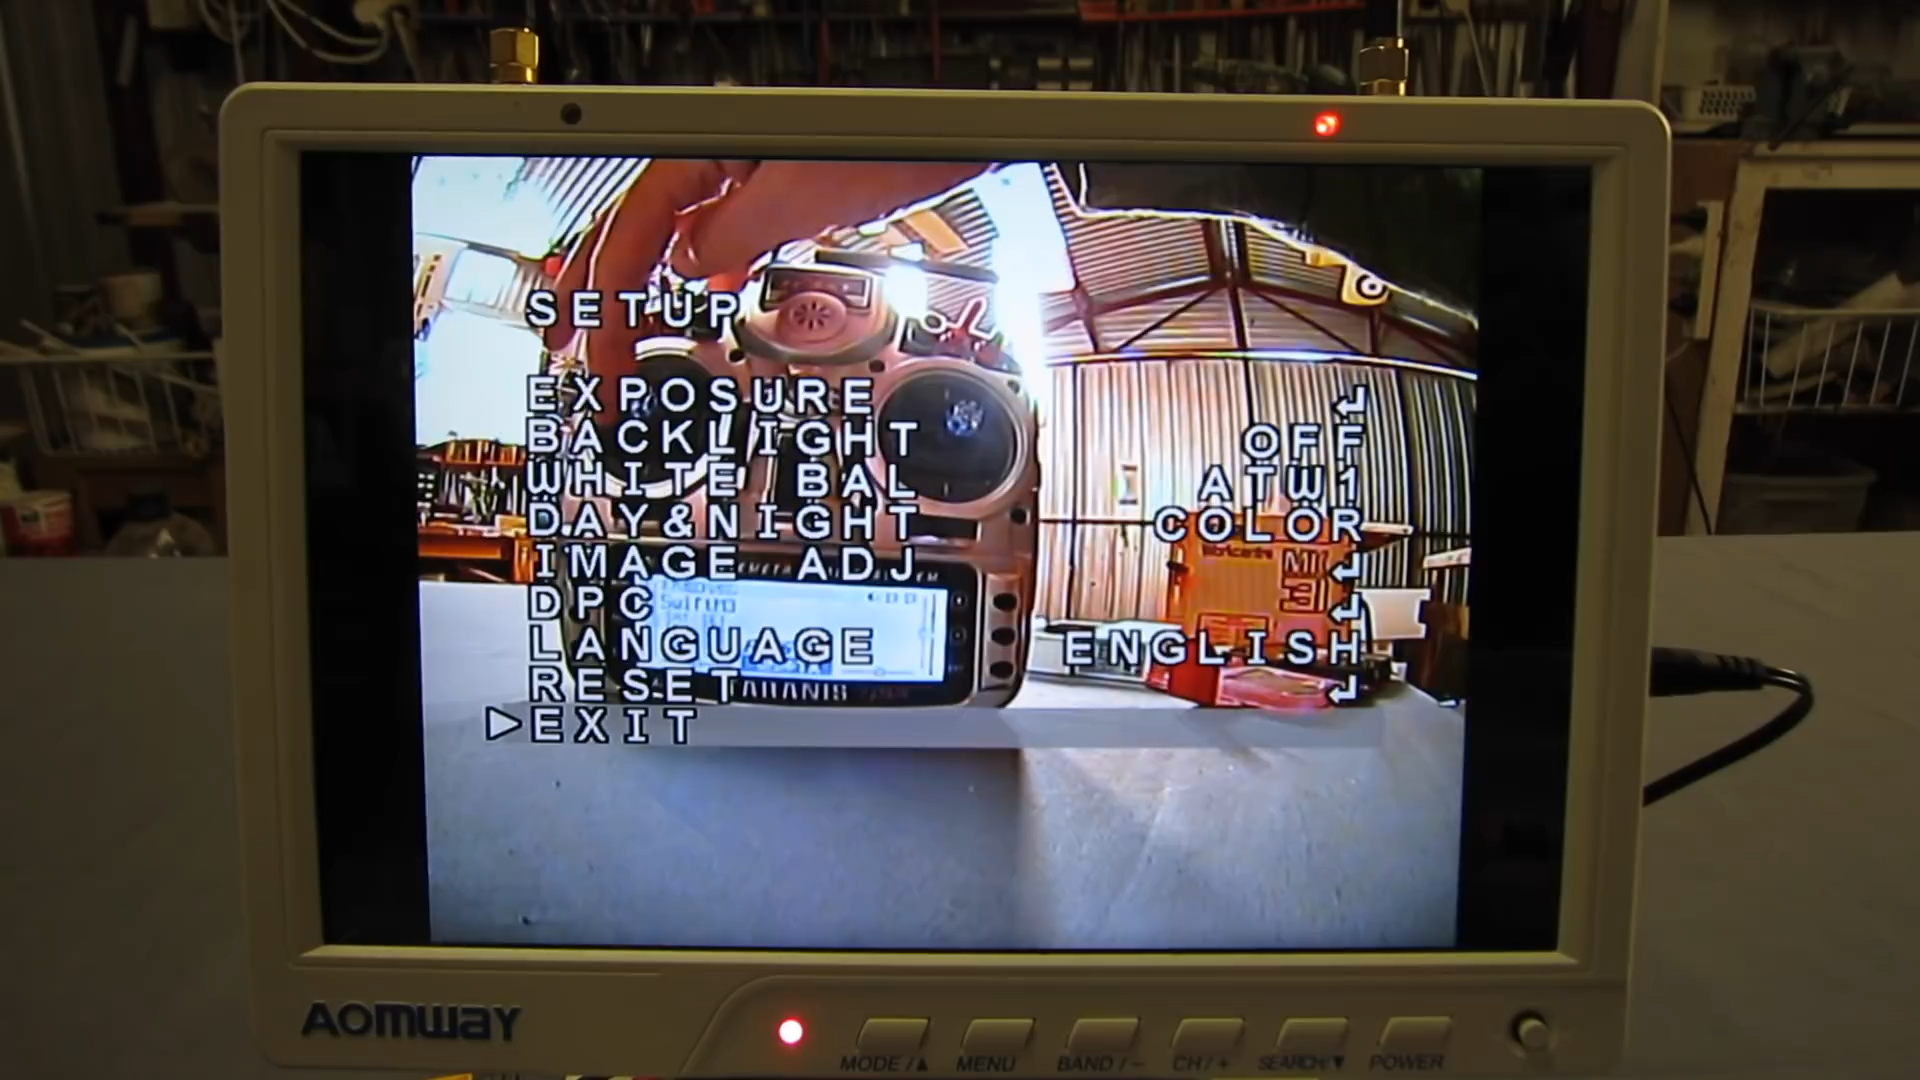 SETUP
EXPOSURE ↵
BACKLIGHT OFF
WHITE BAL ATW1
DAY&NIGHT COLOR
IMAGE ADJ ↵
DPC ↵
LANGUAGE ENGLISH
RESET ↵
▷EXIT
TARANIS
AOMWAY
MODE/▲ MENU BAND/- CH/+ SEARCH/▼ POWER